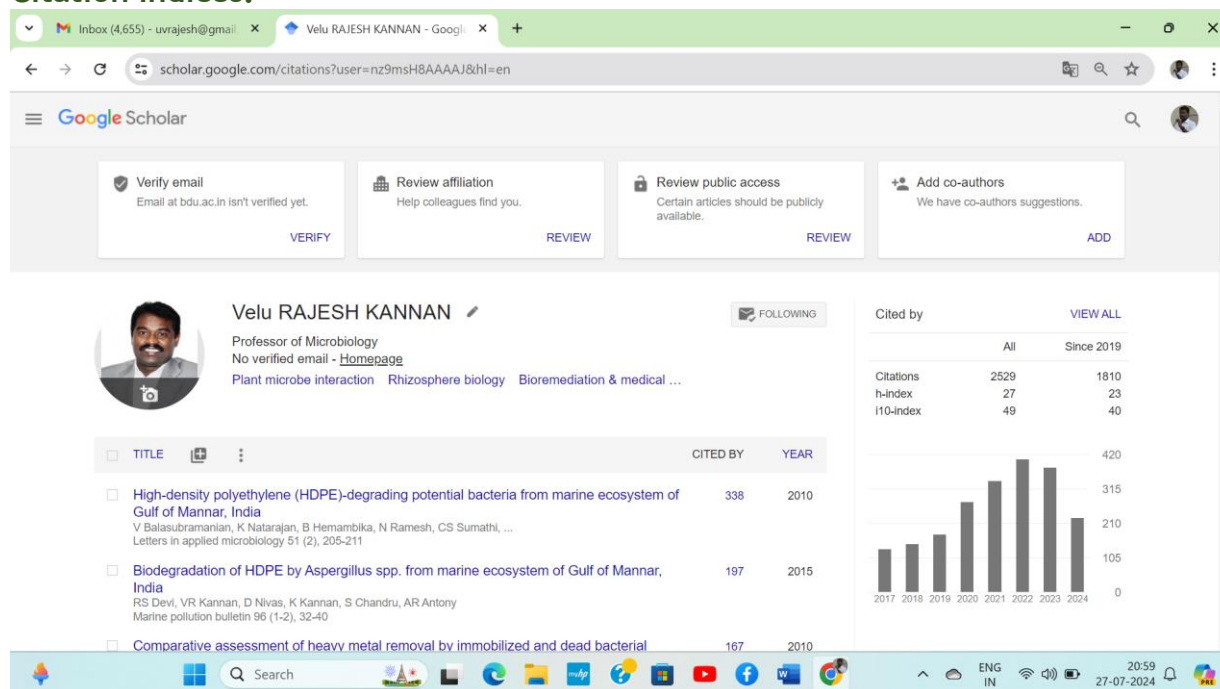 Citation Indices:
Inbox (4,655) - uvrajesh@gmail
Velu RAJESH KANNAN - Googl
scholar.google.com/citations?user=nz9msH8AAAAJ&hl=en
Google Scholar
Verify email
Email at bdu.ac.in isn't verified yet.
VERIFY
Review affiliation
Help colleagues find you.
REVIEW
Review public access
Certain articles should be publicly
available.
REVIEW
Add co-authors
We have co-authors suggestions.
ADD
Velu RAJESH KANNAN
FOLLOWING
Professor of Microbiology
No verified email - Homepage
Plant microbe interaction Rhizosphere biology Bioremediation & medical ...
Cited by VIEW ALL
All Since 2019
Citations 2529 1810
h-index 27 23
i10-index 49 40
420
315
210
105
0
2017 2018 2019 2020 2021 2022 2023 2024
TITLE CITED BY YEAR
High-density polyethylene (HDPE)-degrading potential bacteria from marine ecosystem of 338 2010
Gulf of Mannar, India
V Balasubramanian, K Natarajan, B Hemambika, N Ramesh, CS Sumathi, ...
Letters in applied microbiology 51 (2), 205-211
Biodegradation of HDPE by Aspergillus spp. from marine ecosystem of Gulf of Mannar, 197 2015
India
RS Devi, VR Kannan, D Nivas, K Kannan, S Chandru, AR Antony
Marine pollution bulletin 96 (1-2), 32-40
Comparative assessment of heavy metal removal by immobilized and dead bacterial 167 2010
Search
ENG
IN
20:59
27-07-2024
PRE